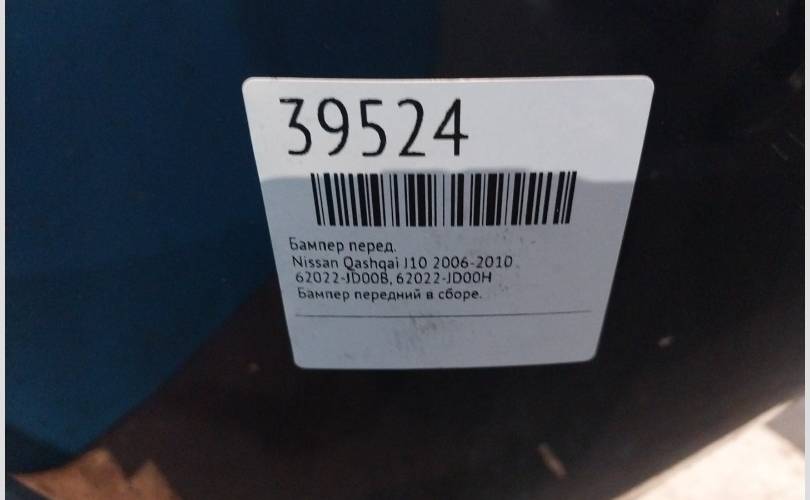 39524
Бампер перед.
Nissan Qashqai J10 2006-2010
62022-JD00B, 62022-JD00H
Бампер передний в сборе.